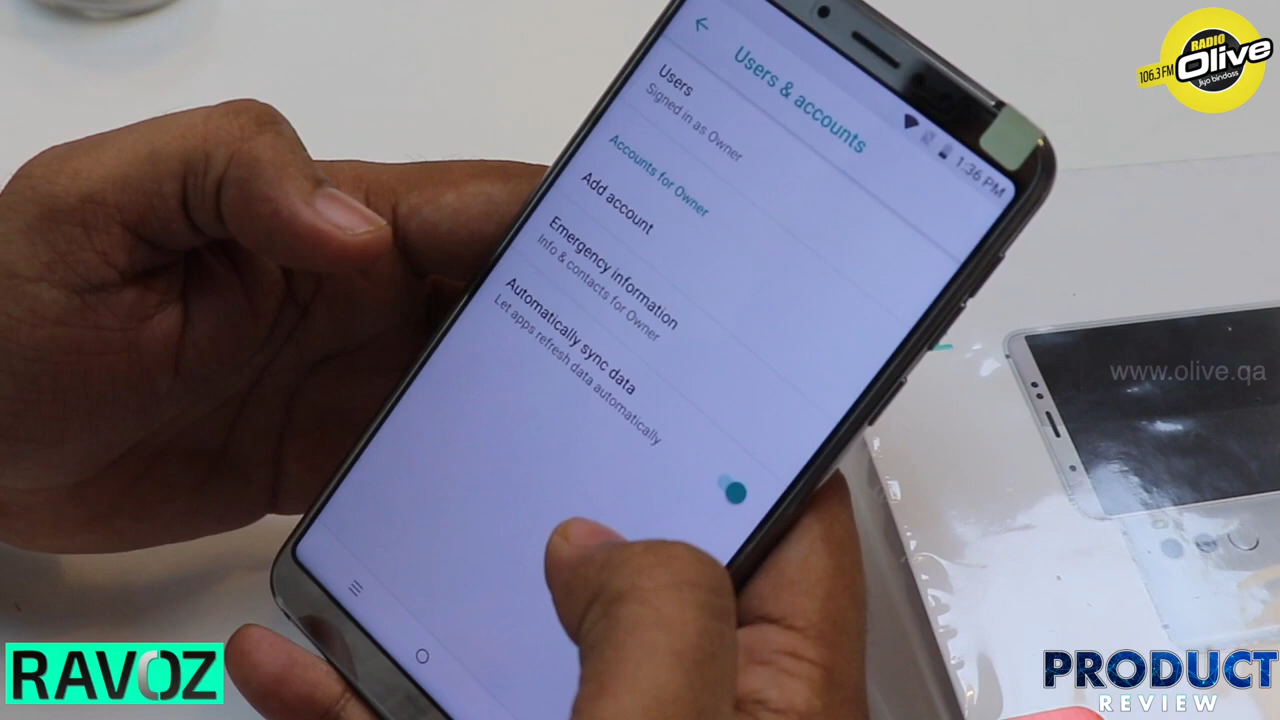 RADIO
Olive
106.3 FM
Jiyo bindass
1:36 PM
Users & accounts
Users
Signed in as Owner
Accounts for Owner
Add account
Emergency information
Info & contacts for Owner
Automatically sync data
Let apps refresh data automatically
www.olive.qa
RAVOZ
PRODUCT
REVIEW